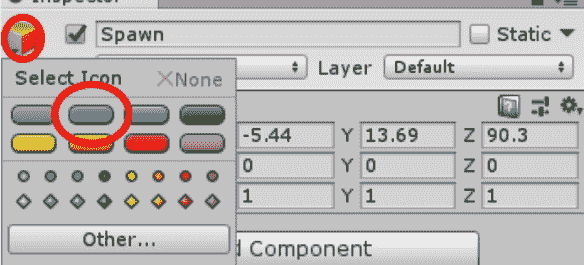 Inspector
Spawn
Static
Select Icon
None
Layer
Default
-5.44
Y
13.69
Z
90.3
0
Y
0
Z
0
1
Y
1
Z
1
Other...
Component